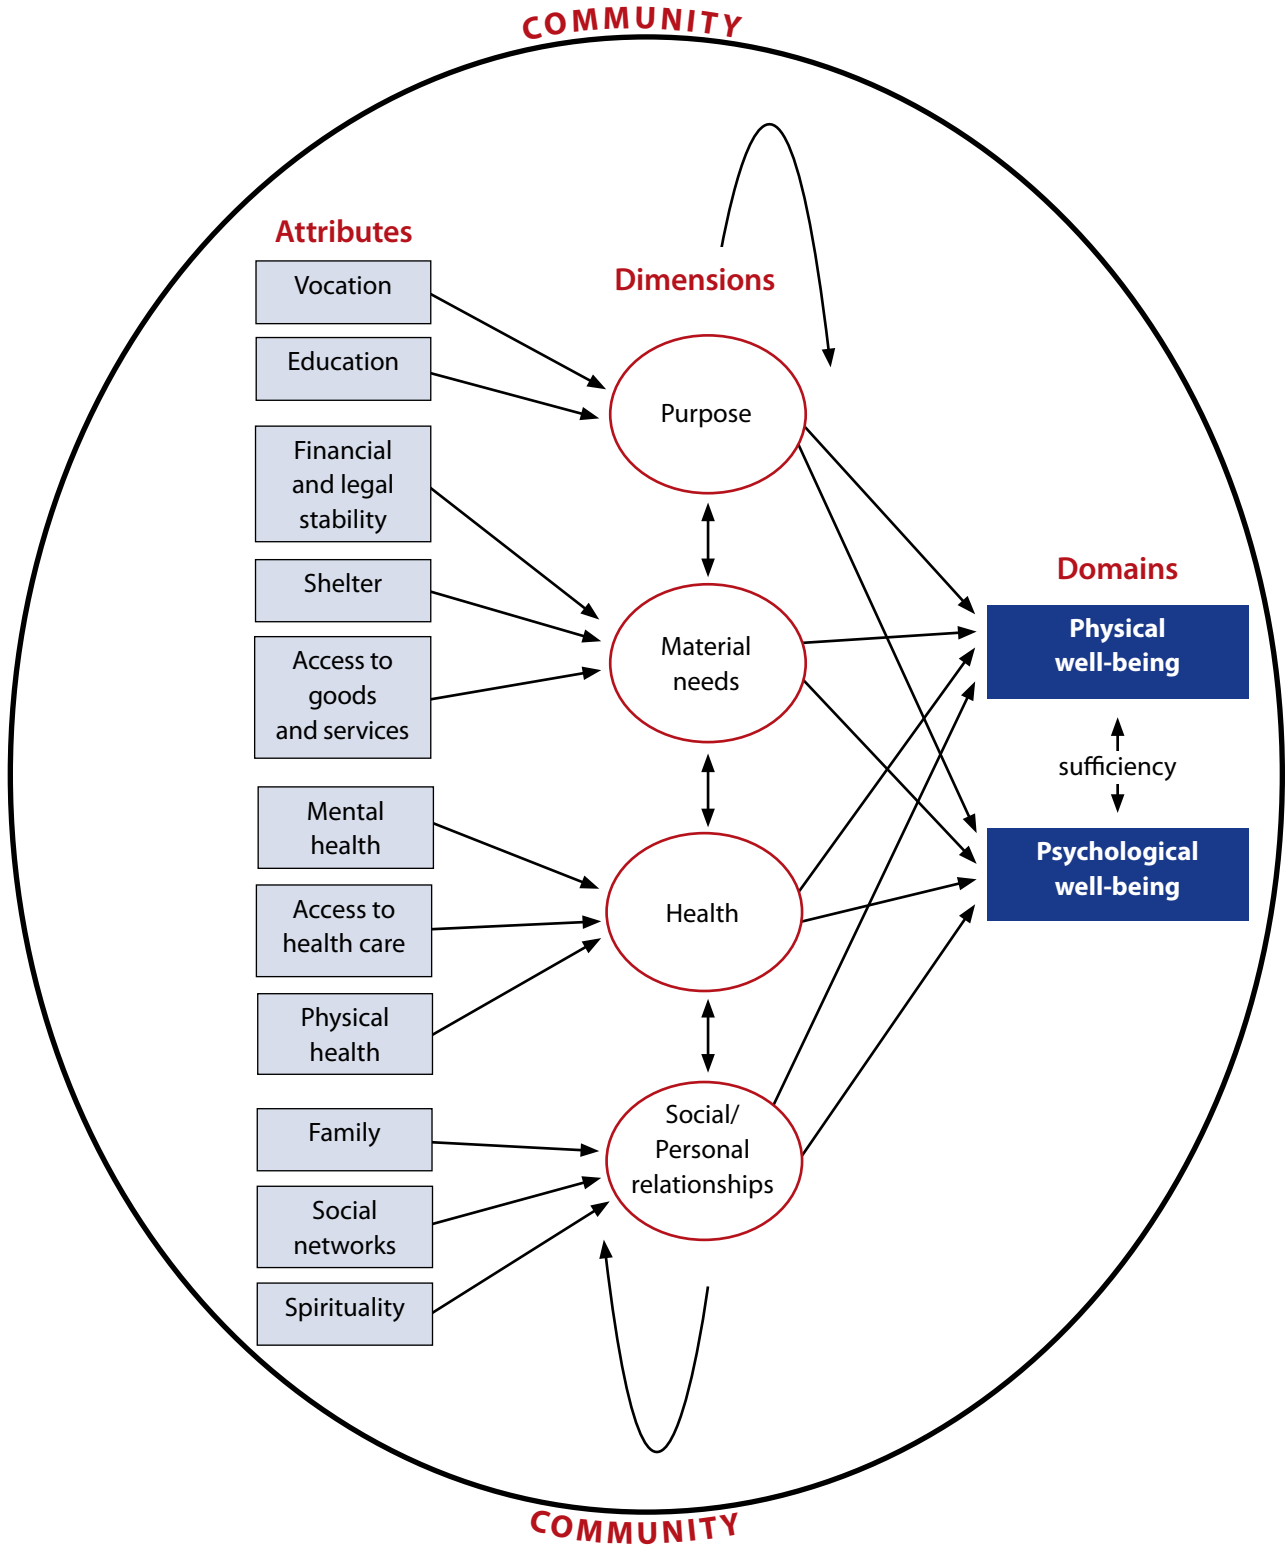 COMMUNITY
Attributes
Vocation
Education
Financial
and legal
stability
Shelter
Access to
goods
and services
Mental
health
Access to
health care
Physical
health
Family
Social
networks
Spirituality
Dimensions
Purpose
Material
needs
Health
Social/
Personal
relationships
Domains
Physical
well-being
sufficiency
Psychological
well-being
COMMUNITY